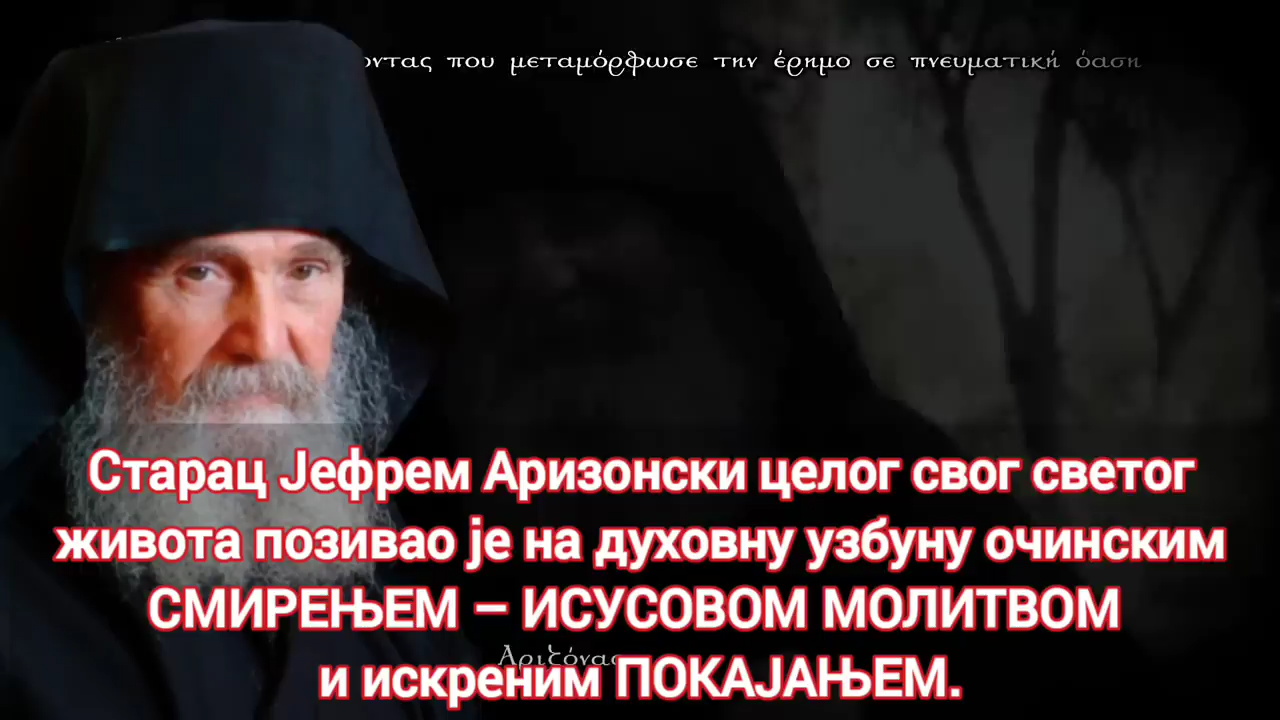 που μεταμόρφωσε την έρημο σε πνευματική όαση
Старац Јефрем Аризонски целог свог светог
живота позивао је на духовну узбуну очинским
СМИРЕЊЕМ – ИСУСОВОМ МОЛИТВОМ
Αριζόνας
и искреним ПОКАЈАЊЕМ.